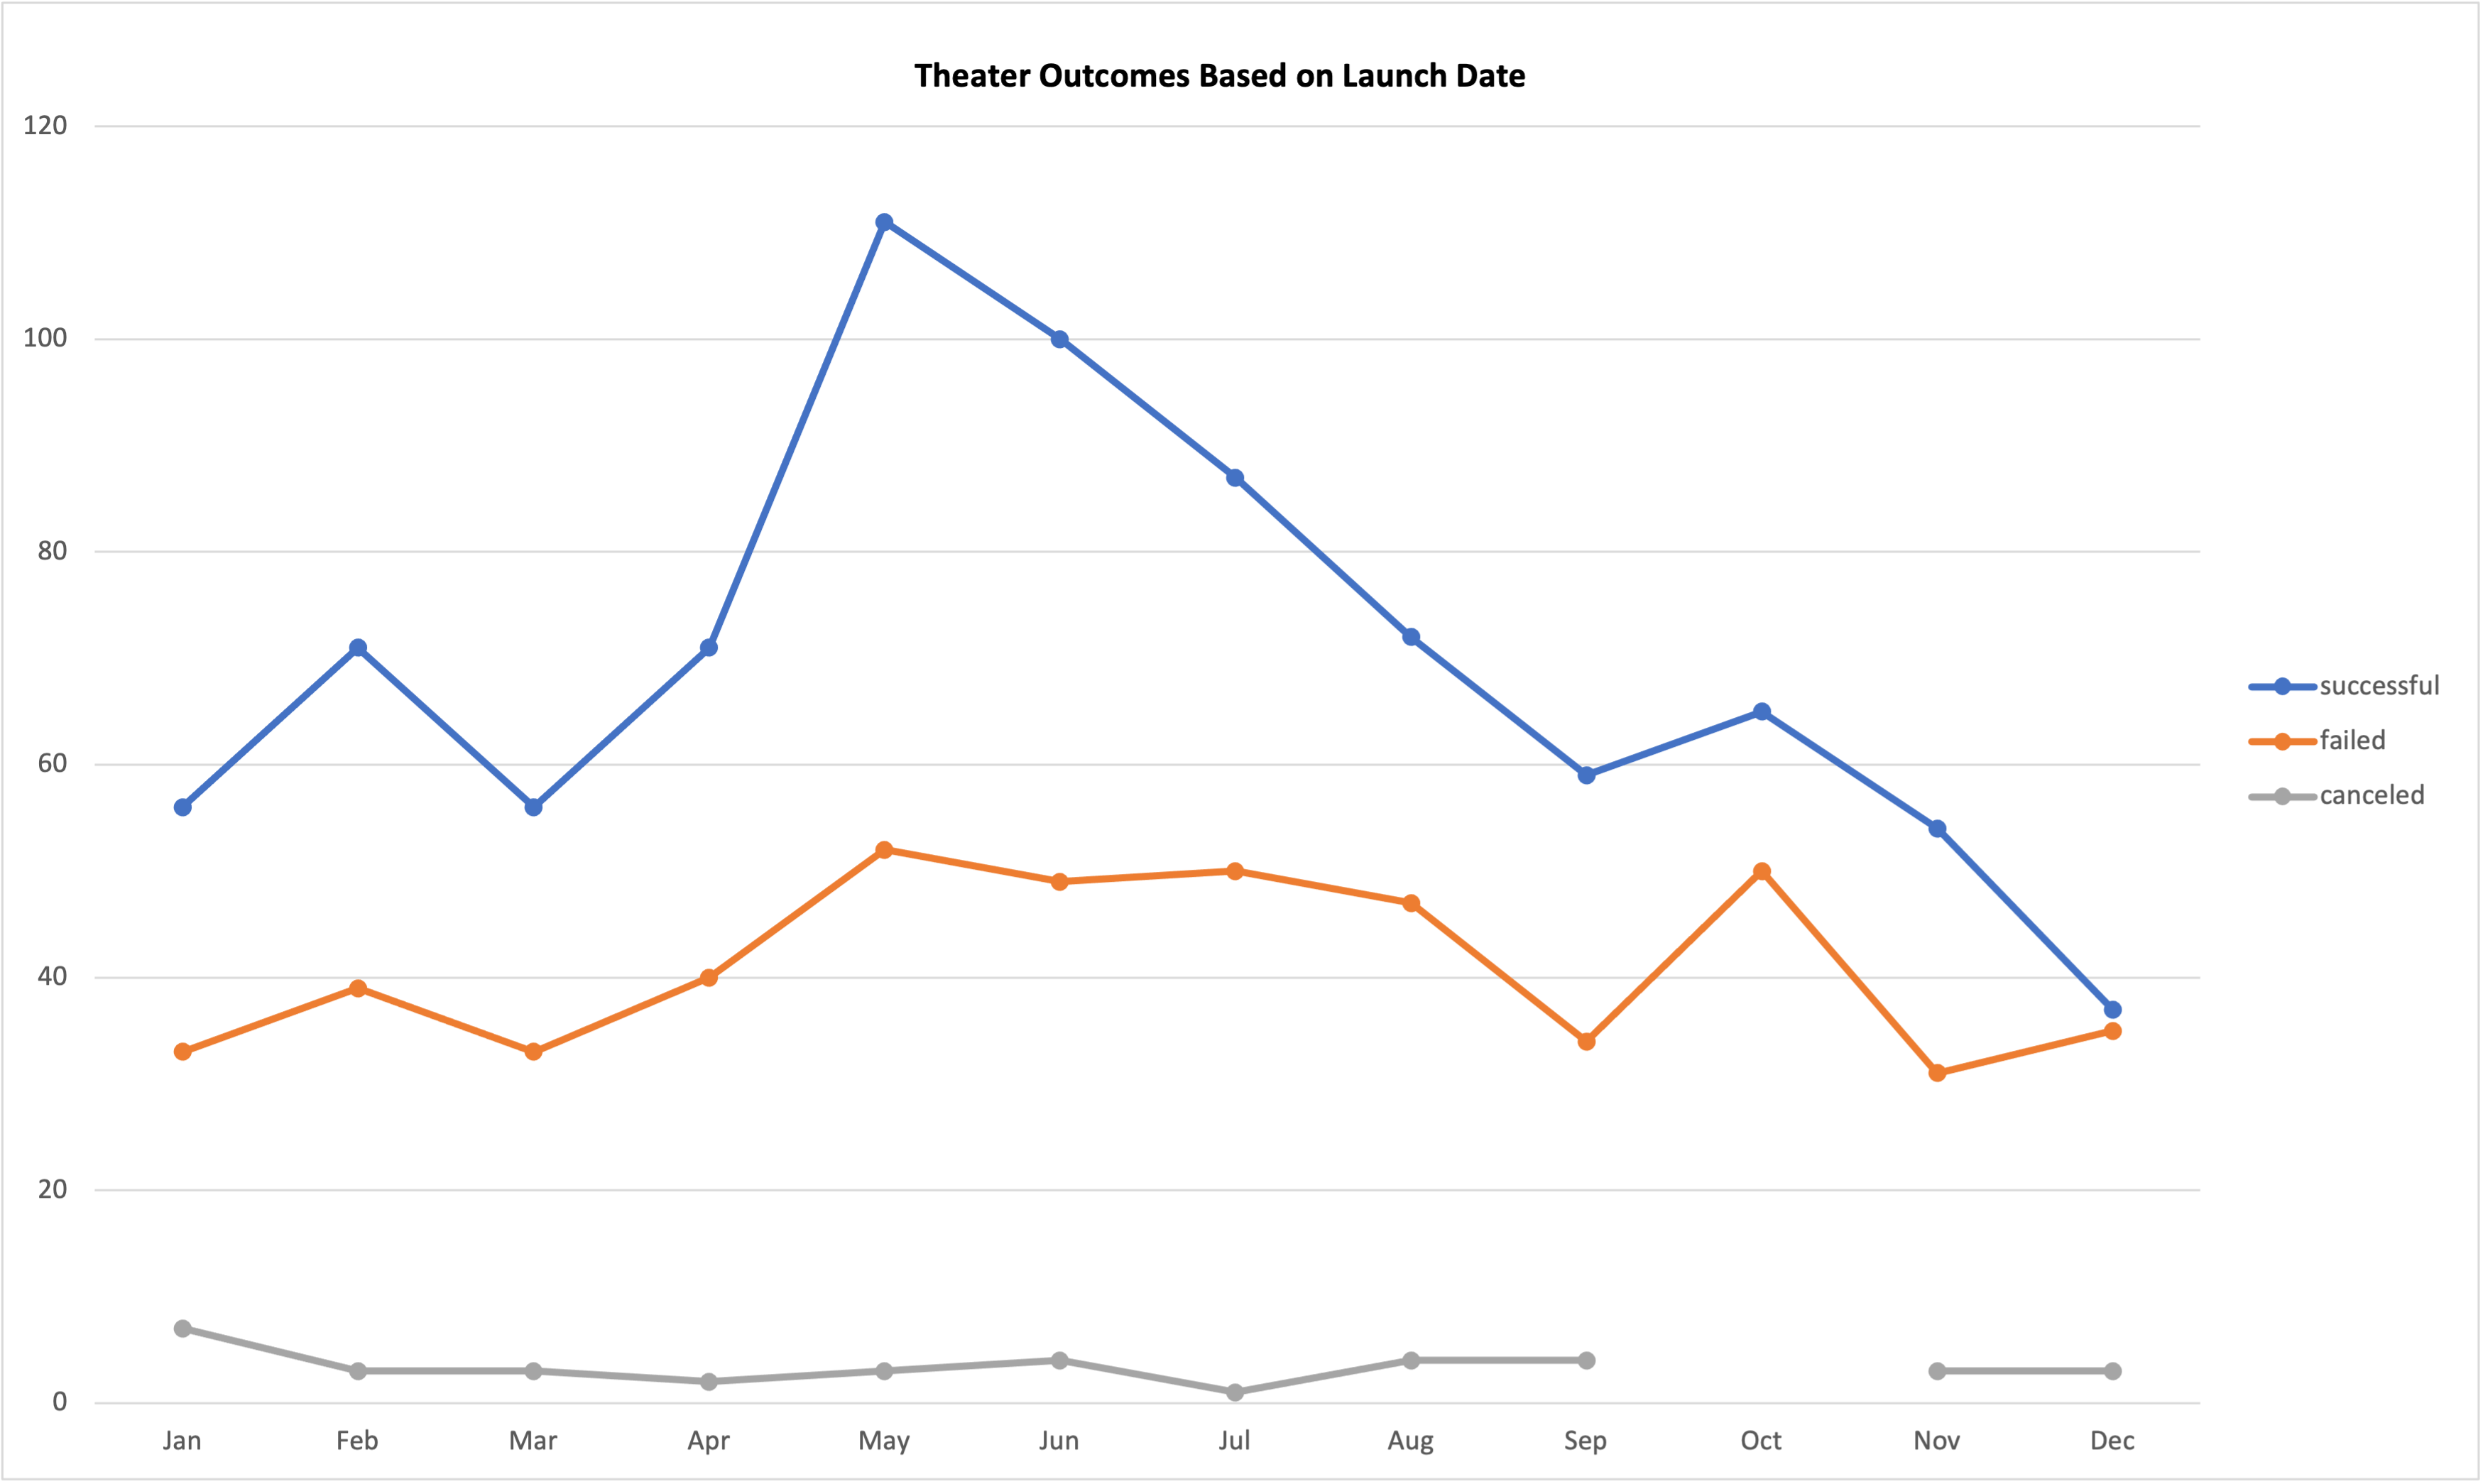 Theater Outcomes Based on Launch Date
120
100
80
60
40
20
0
Jan Feb Mar Apr May Jun Jul Aug Sep Oct Nov Dec
successful
failed
canceled